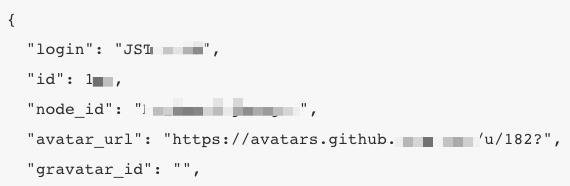 {
"login": "JST",
"id": 1,
"node_id": "",
"avatar_url": "https://avatars.github. /u/182?",
"gravatar_id": "",